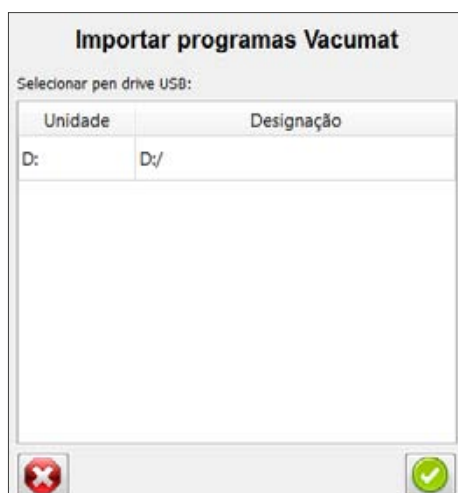 Importar programas Vacumat
Selecionar pen drive USB:
Unidade Designação
D: D:/